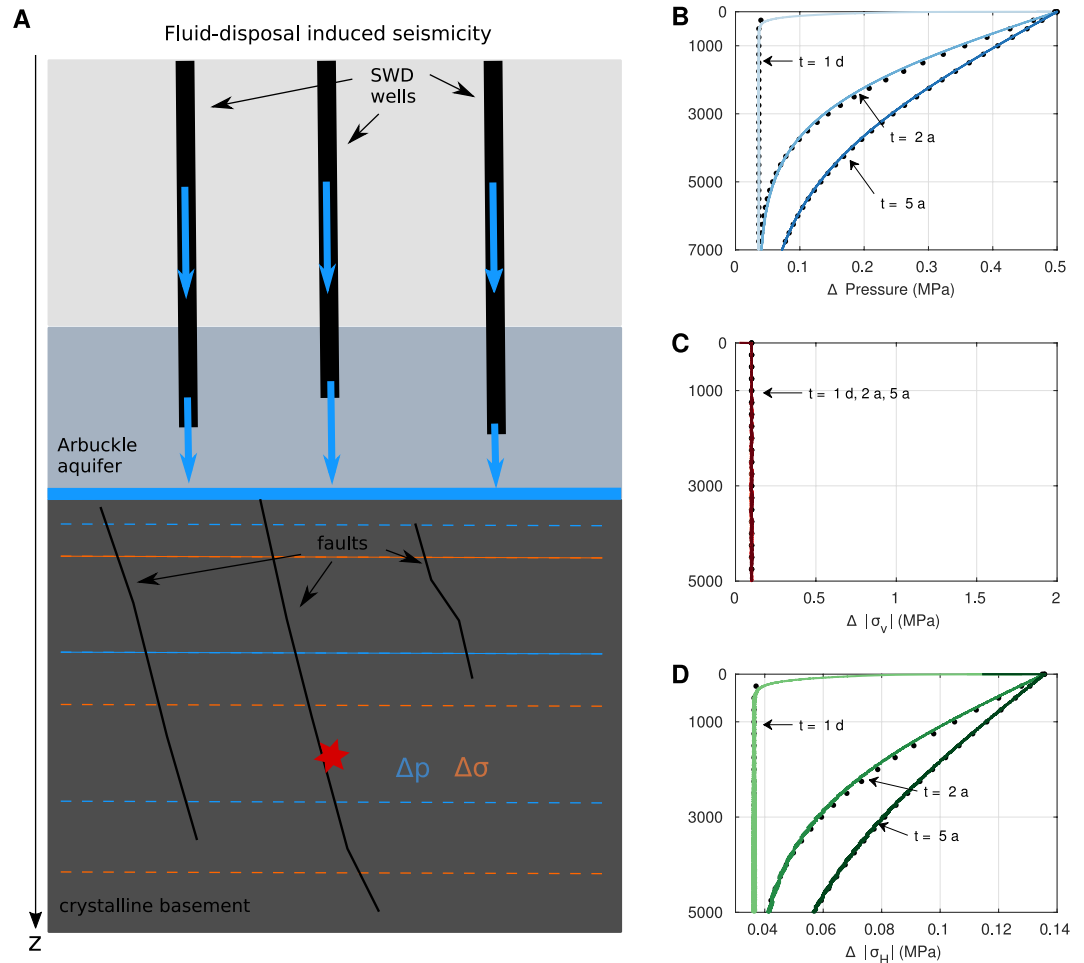 A
Fluid-disposal induced seismicity
SWD
wells
Arbuckle
aquifer
faults
Δp Δσ
crystalline basement
z
B
0
1000
3000
5000
7000
t = 1 d
t = 2 a
t = 5 a
0 0.1 0.2 0.3 0.4 0.5
Δ Pressure (MPa)
C
0
1000
3000
5000
t = 1 d, 2 a, 5 a
0 0.5 1 1.5 2
Δ |σ_v| (MPa)
D
0
1000
3000
5000
t = 1 d
t = 2 a
t = 5 a
0.04 0.06 0.08 0.1 0.12 0.14
Δ |σ_H| (MPa)